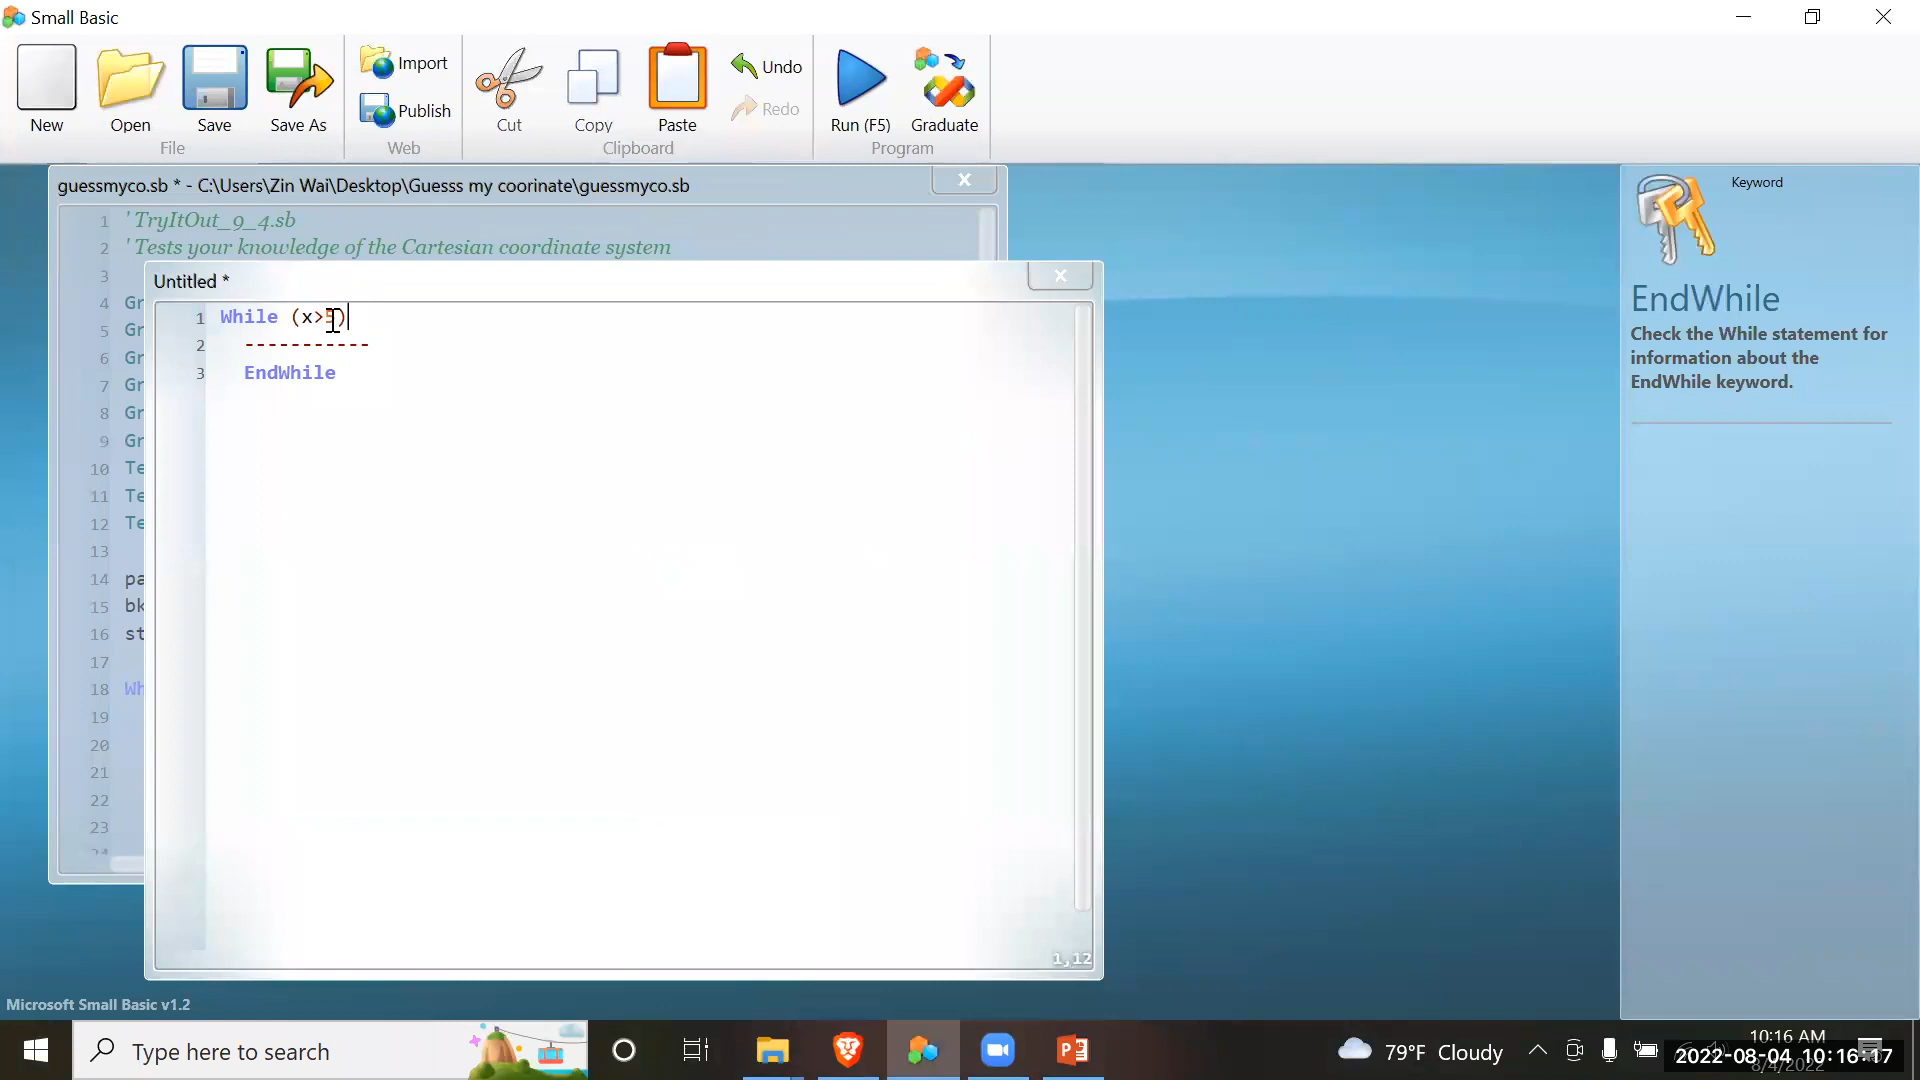 Small Basic
New
Open
Save
Save As
Import
Publish
Cut
Copy
Paste
Undo
Redo
Run (F5)
Graduate
File
Web
Clipboard
Program
guessmyco.sb * - C:\Users\Zin Wai\Desktop\Guesss my coorinate\guessmyco.sb
x
1 ' TryItOut_9_4.sb
2 ' Tests your knowledge of the Cartesian coordinate system
3
4 Gr
5 Gr
6 Gr
7 Gr
8 Gr
9 Gr
10 Te
11 Te
12 Te
13
14 pa
15 bk
16 st
17
18 Wh
19
20
21
22
23
24
Untitled *
x
1 While (x>5)
2 -----------
3 EndWhile
1,12
Keyword
EndWhile
Check the While statement for
information about the
EndWhile keyword.
Microsoft Small Basic v1.2
Type here to search
79°F Cloudy
10:16 AM
8/4/2022
2022-08-04 10:16:17